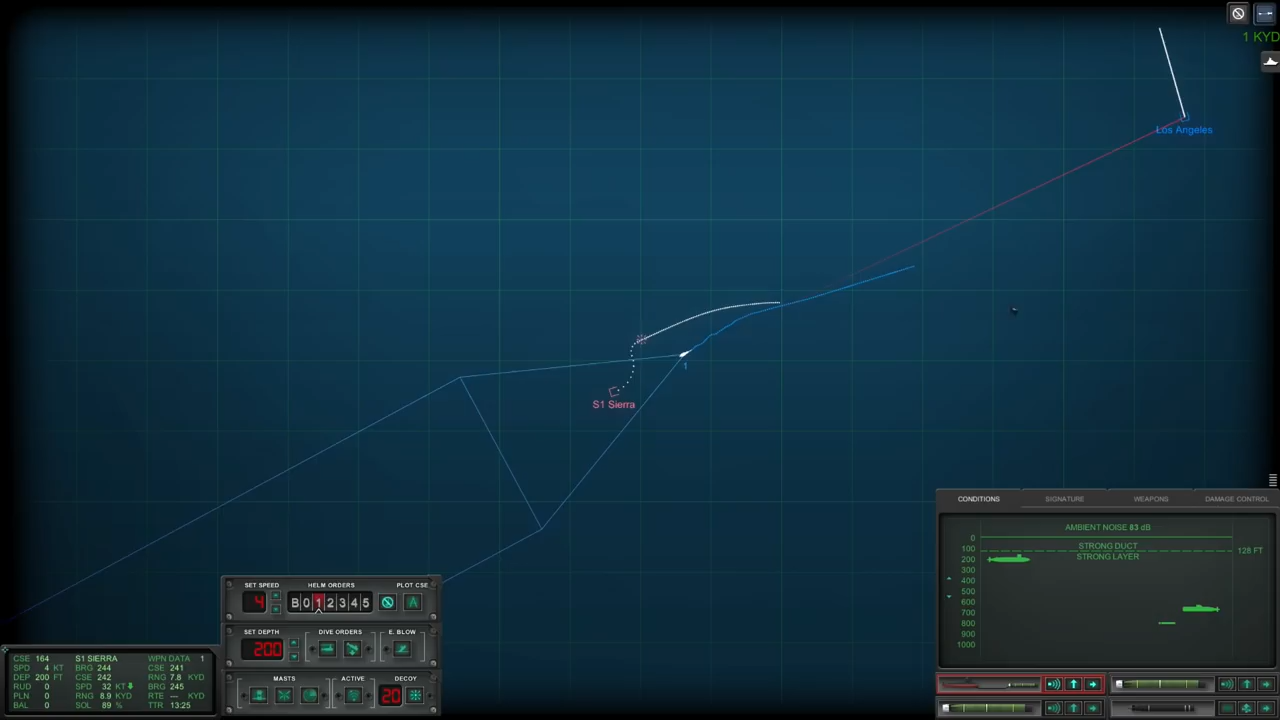 1 KYD
Los Angeles
1
S1 Sierra
CONDITIONS SIGNATURE WEAPONS DAMAGE CONTROL
AMBIENT NOISE 83 dB
0
100
200
300
400
500
600
700
800
900
1000
STRONG DUCT
STRONG LAYER
128 FT
SET SPEED HELM ORDERS PLOT CSE
4 B 0 1 2 3 4 5 A
SET DEPTH DIVE ORDERS E. BLOW
200
MASTS ACTIVE DECOY
20
CSE 164 S1 SIERRA WPN DATA 1
SPD 4 KT BRG 244 CSE 241
DEP 200 FT CSE 242 RNG 7.8 KYD
RUD 0 SPD 32 KT BRG 245
PLN 0 RNG 8.9 KYD RTE ---
BAL 0 SOL 89 % TTR 13:25